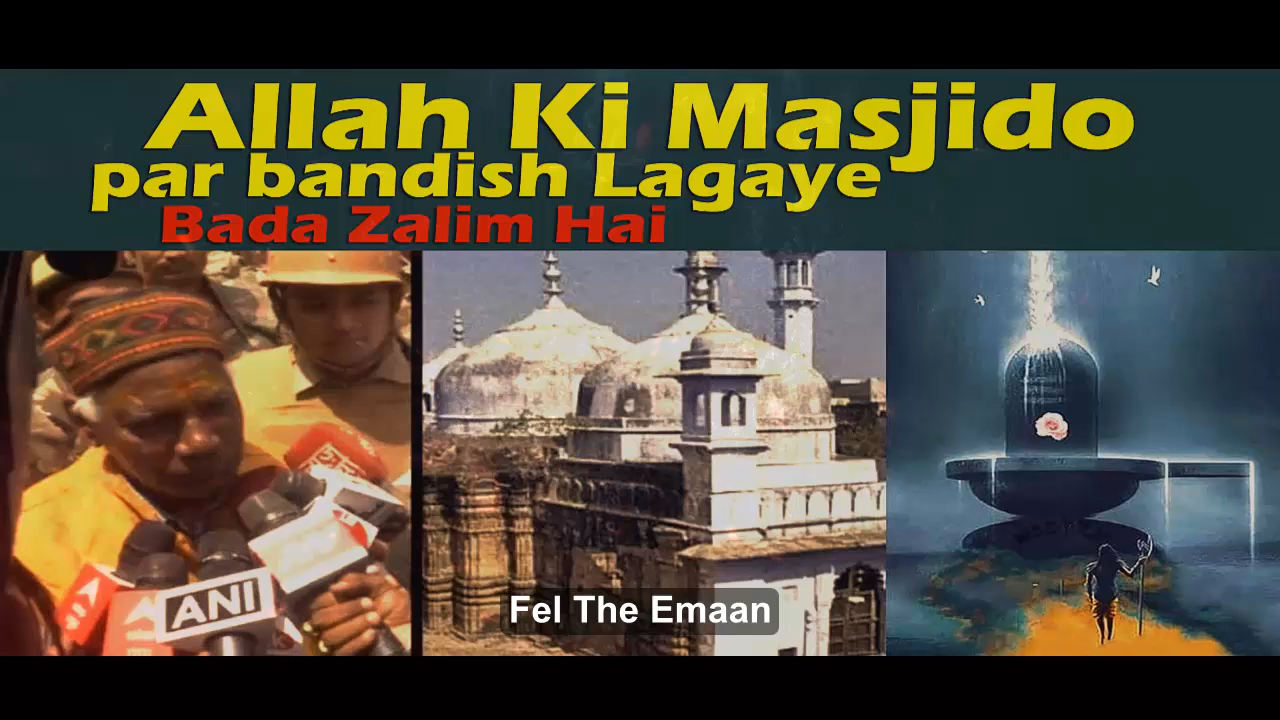 Allah Ki Masjido
par bandish Lagaye
Bada Zalim Hai
ANI
Fel The Emaan